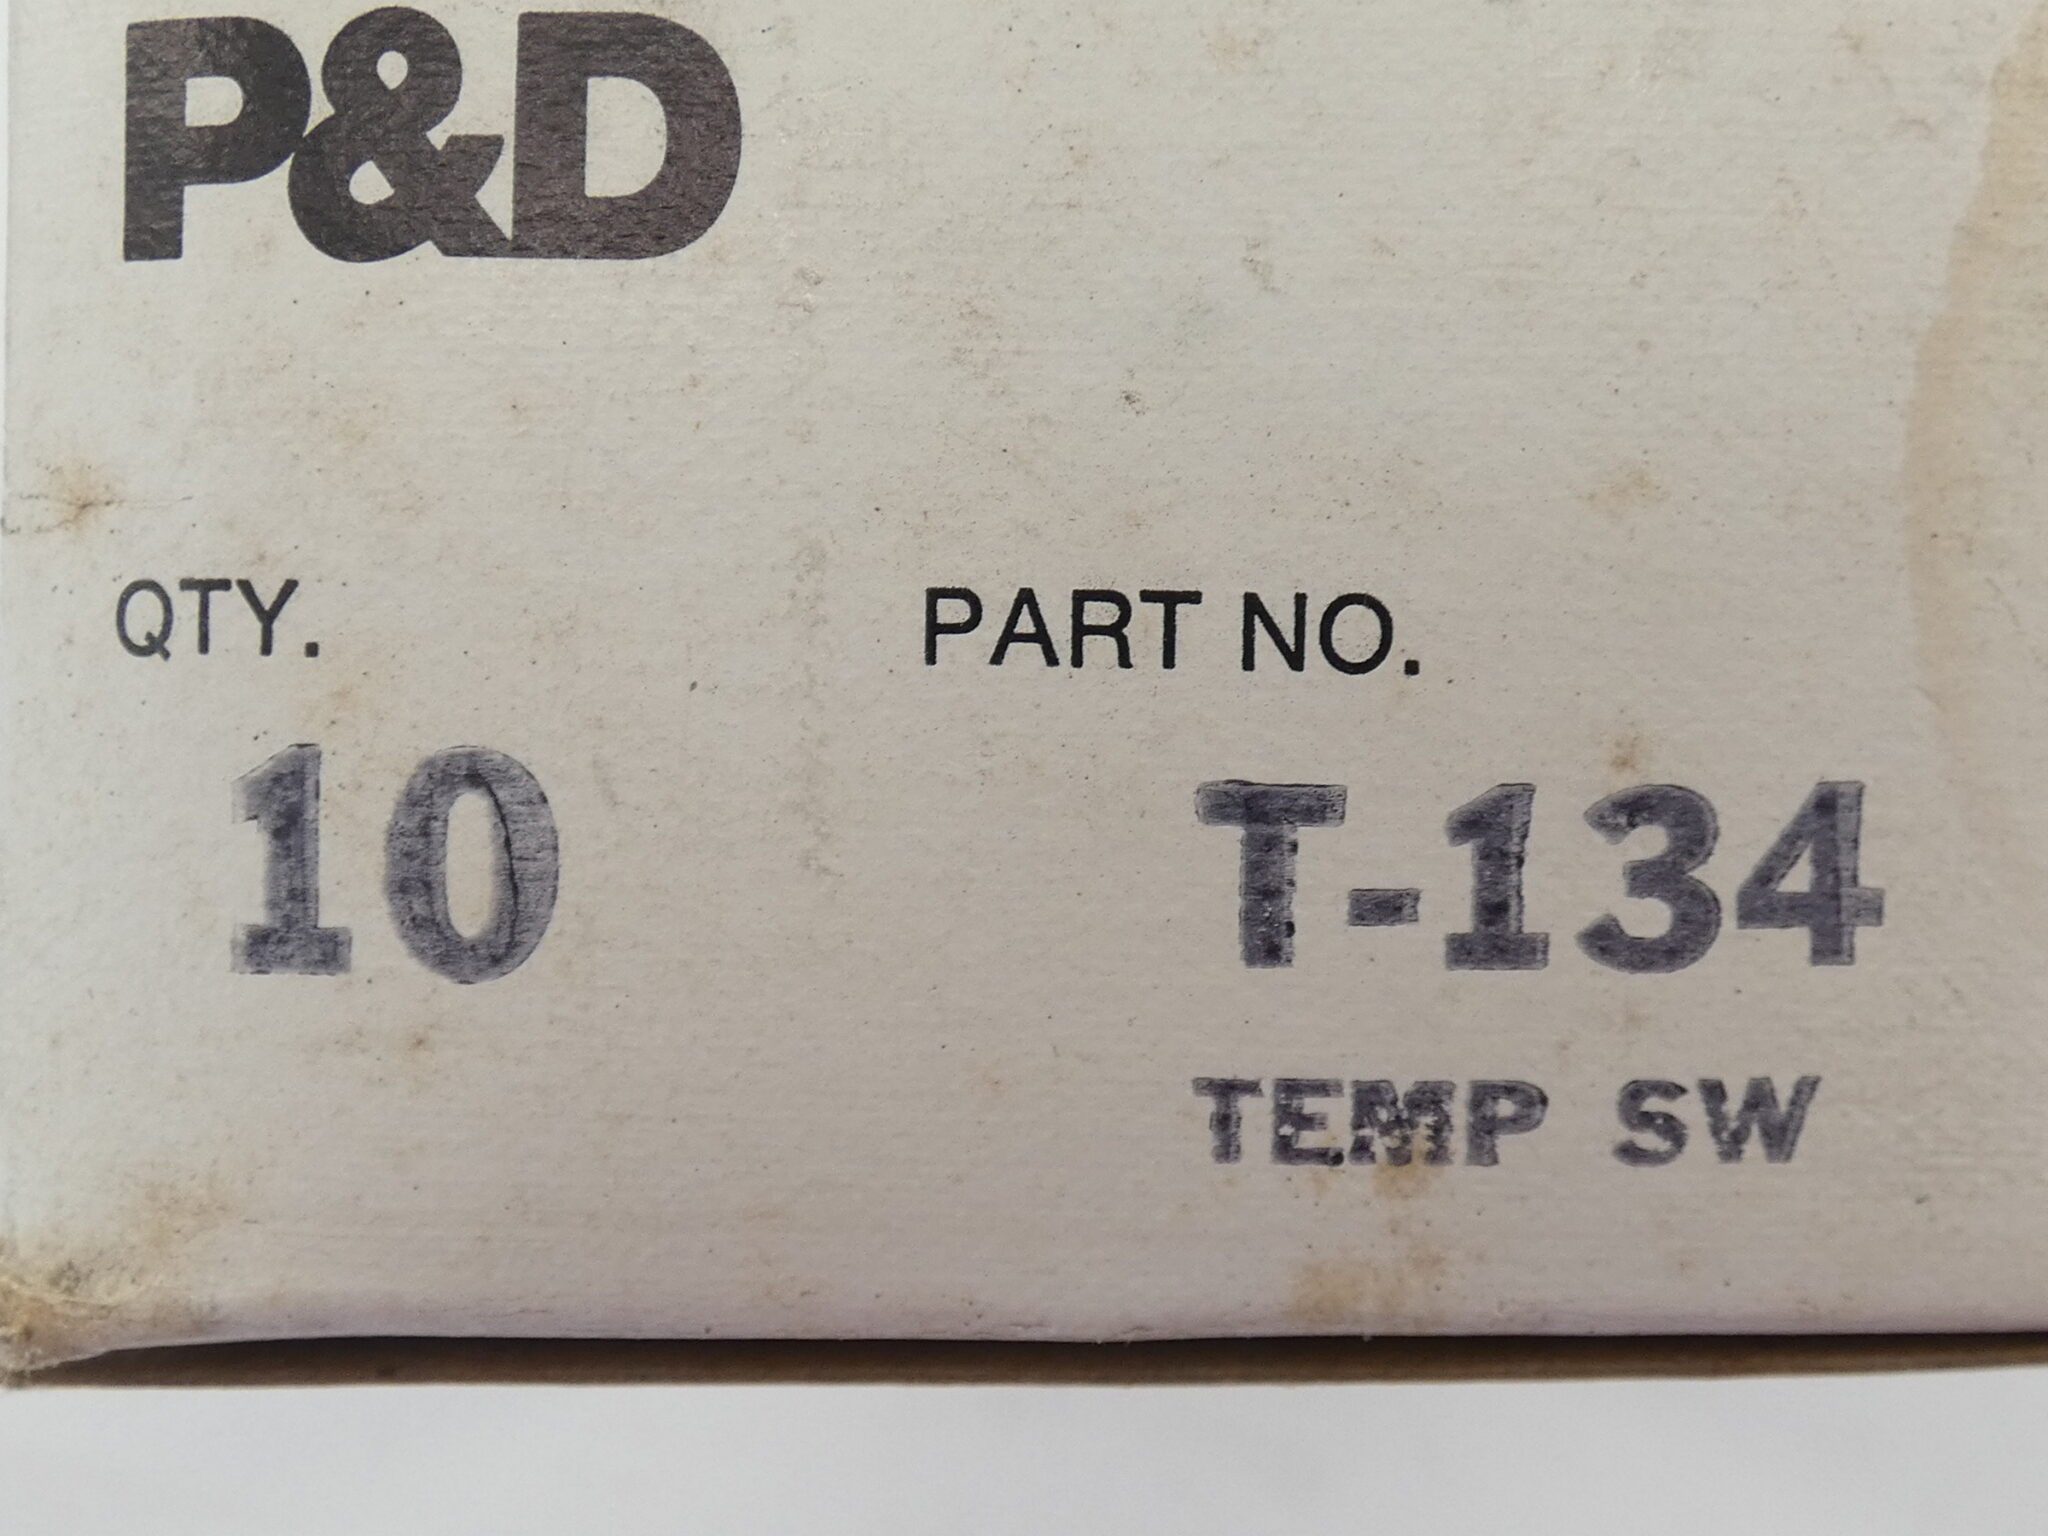 P&D
QTY. PART NO.
10 T-134
TEMP SW